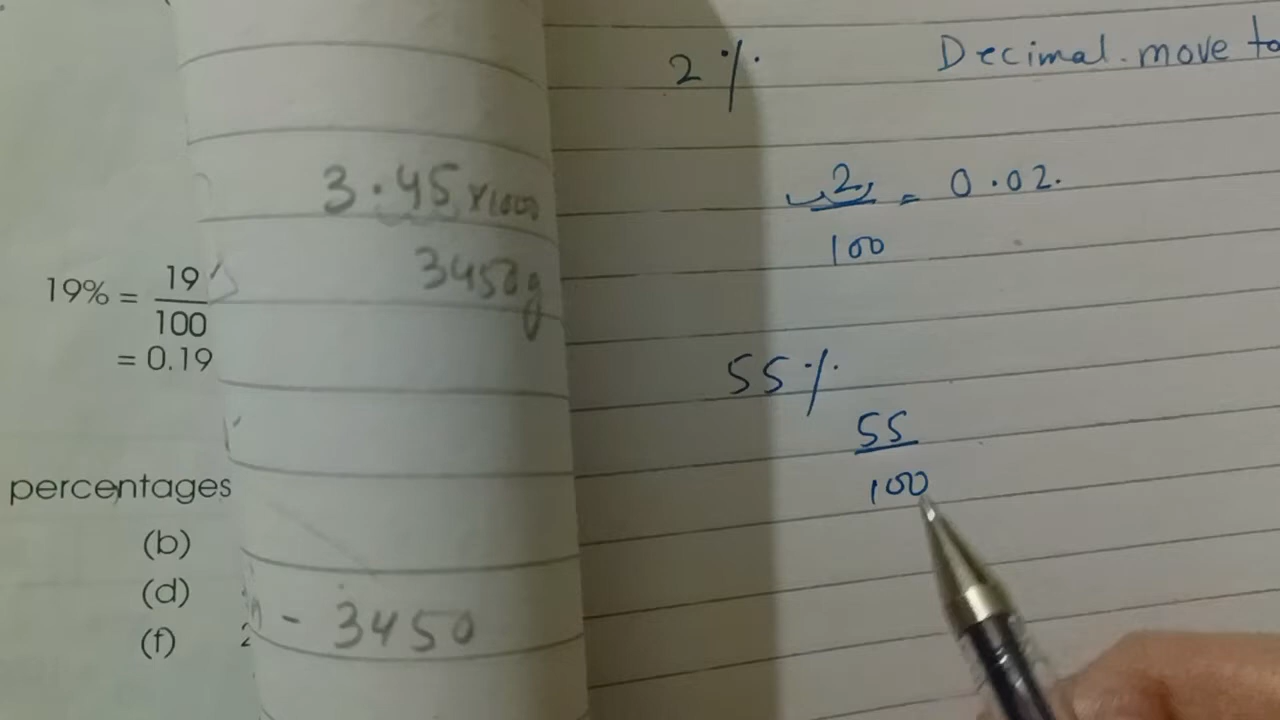 19% = 19
100
= 0.19
percentages
(b)
(d)
(f)
3.45 x1000
3450g
- 3450
2%
Decimal. move to
2
100
= 0.02.
55%
55
100